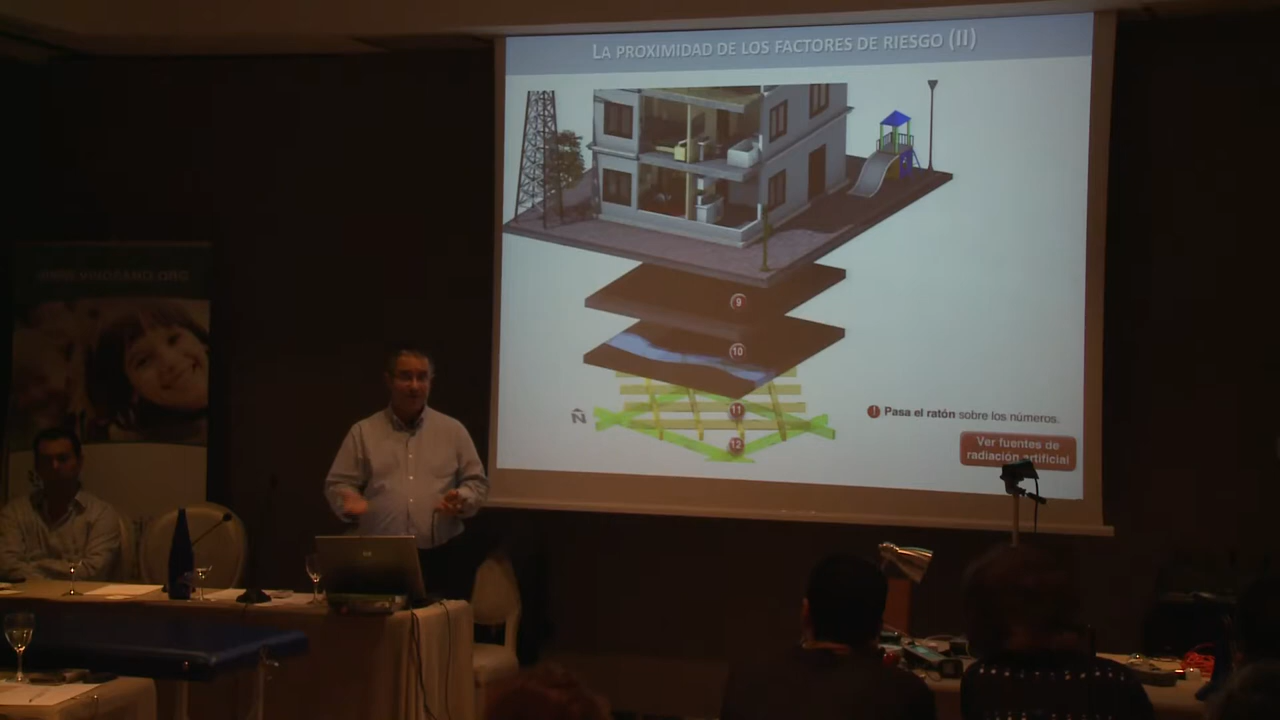 LA PROXIMIDAD DE LOS FACTORES DE RIESGO (II)
9
10
11
12
N
! Pasa el ratón sobre los números.
Ver fuentes de
radiación artificial